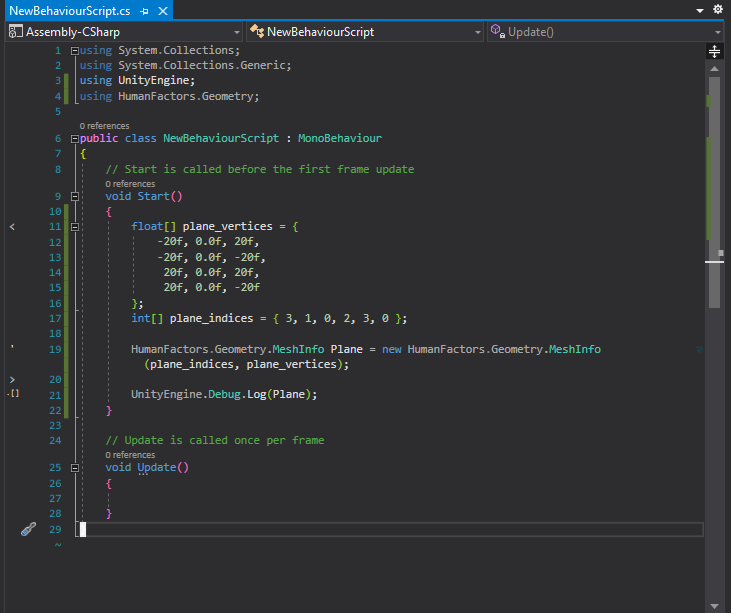 NewBehaviourScript.cs
Assembly-CSharp NewBehaviourScript Update()
1 using System.Collections;
2 using System.Collections.Generic;
3 using UnityEngine;
4 using HumanFactors.Geometry;
5
0 references
6 public class NewBehaviourScript : MonoBehaviour
7 {
8 // Start is called before the first frame update
0 references
9 void Start()
10 {
11 float[] plane_vertices = {
12 -20f, 0.0f, 20f,
13 -20f, 0.0f, -20f,
14 20f, 0.0f, 20f,
15 20f, 0.0f, -20f
16 };
17 int[] plane_indices = { 3, 1, 0, 2, 3, 0 };
18
19 HumanFactors.Geometry.MeshInfo Plane = new HumanFactors.Geometry.MeshInfo
(plane_indices, plane_vertices);
20
21 UnityEngine.Debug.Log(Plane);
22 }
23
24 // Update is called once per frame
0 references
25 void Update()
26 {
27
28 }
29
~